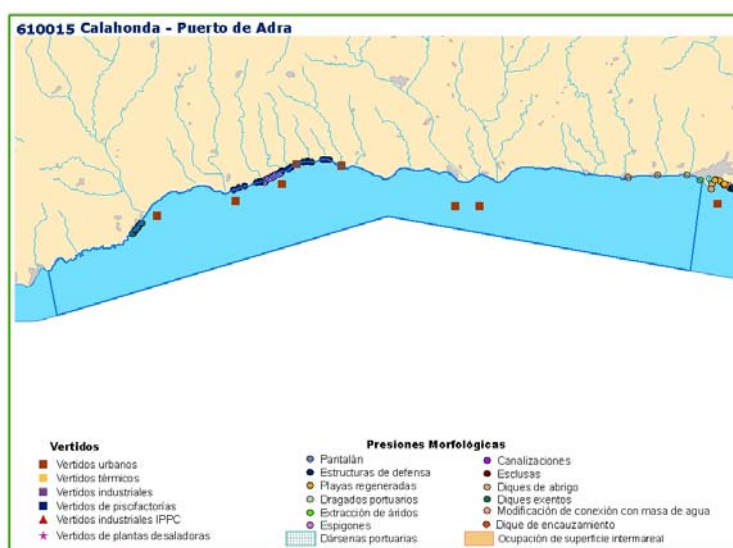 610015 Calahonda - Puerto de Adra
Vertidos
Vertidos urbanos
Vertidos térmicos
Vertidos industriales
Vertidos de piscifactorías
Vertidos industriales IPPC
Vertidos de plantas desaladoras
Presiones Morfológicas
Pantalán
Estructuras de defensa
Playas regeneradas
Dragados portuarios
Extracción de áridos
Espigones
Dársenas portuarias
Canalizaciones
Esclusas
Diques de abrigo
Diques exentos
Modificación de conexión con masa de agua
Dique de encauzamiento
Ocupación de superficie intermareal